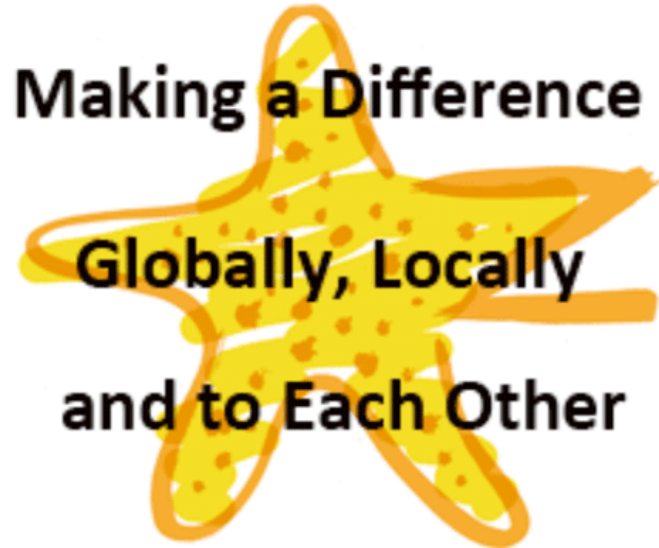 Making a Difference
Globally, Locally
and to Each Other